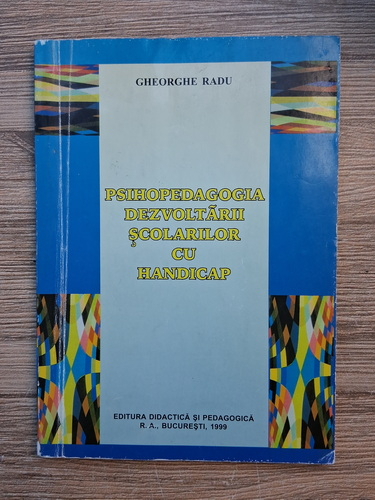 GHEORGHE RADU
PSIHOPEDAGOGIA
DEZVOLTĂRII
ŞCOLARILOR
CU
HANDICAP
EDITURA DIDACTICĂ ŞI PEDAGOGICĂ
R. A., BUCUREŞTI, 1999